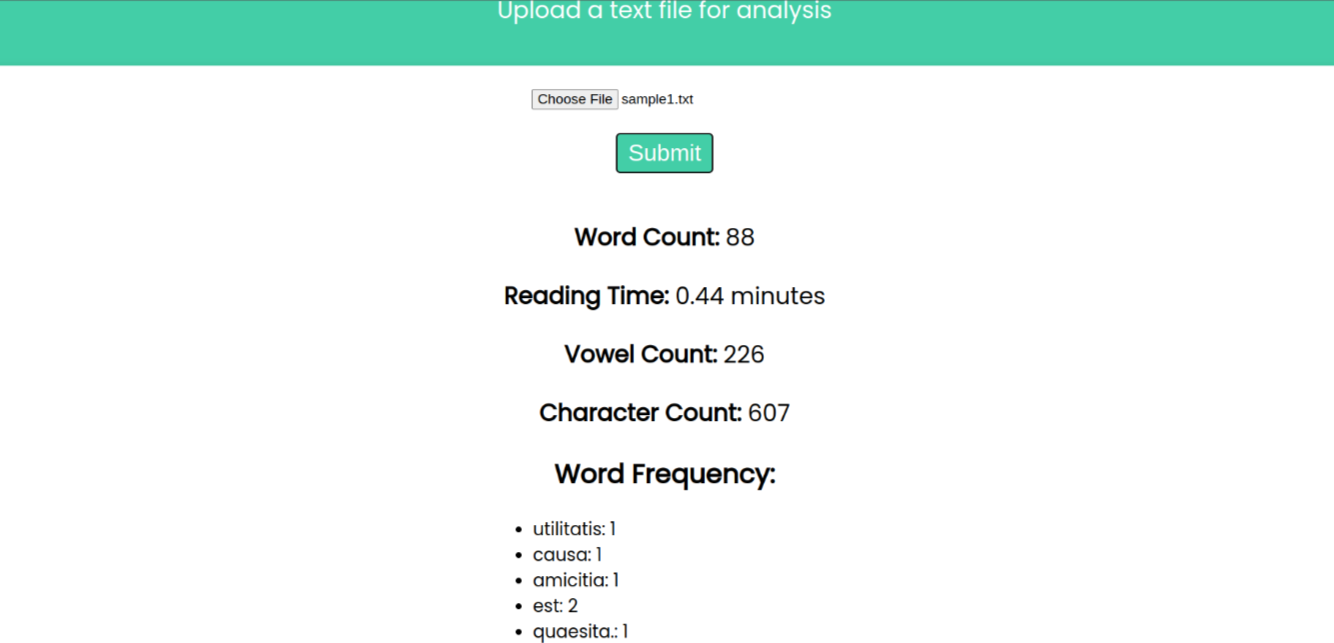 Upload a text file for analysis
Choose File sample1.txt
Submit
Word Count: 88
Reading Time: 0.44 minutes
Vowel Count: 226
Character Count: 607
Word Frequency:
• utilitatis: 1
• causa: 1
• amicitia: 1
• est: 2
• quaesita.: 1